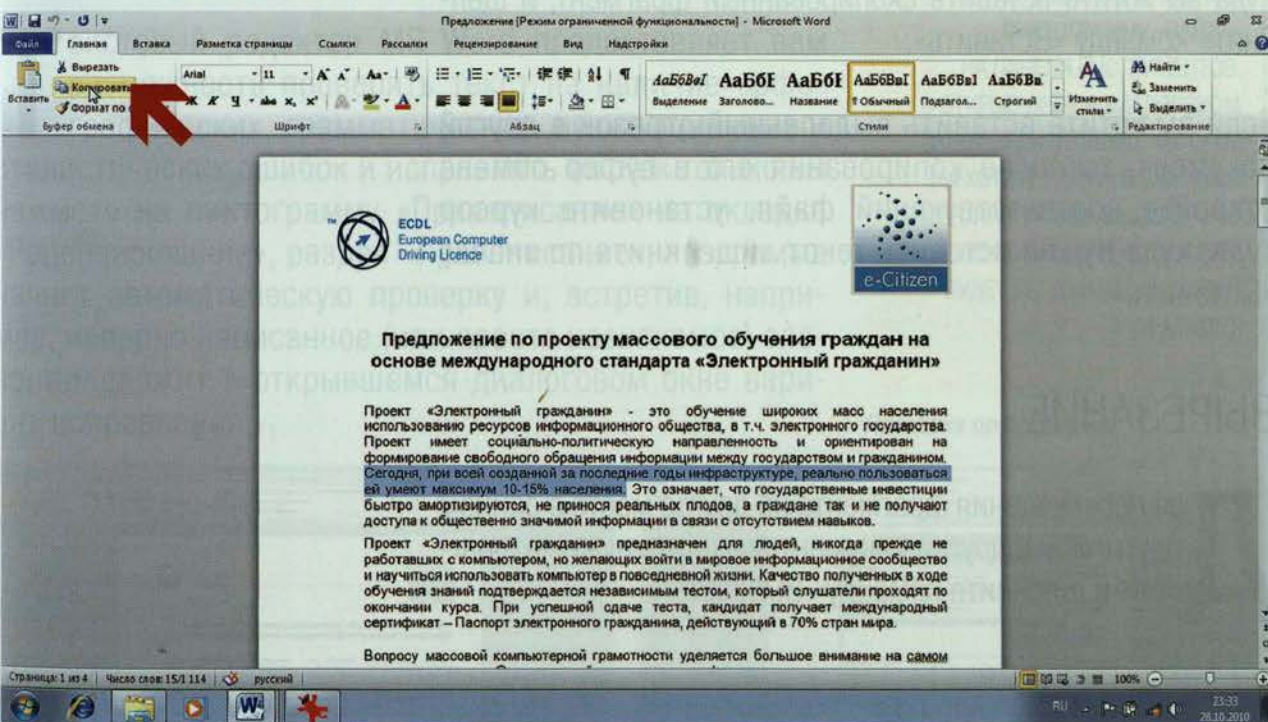 Предложение [Режим ограниченной функциональности] - Microsoft Word
Файл Главная Вставка Разметка страницы Ссылки Рассылки Рецензирование Вид Надстройки
Вставить
Вырезать
Копировать
Формат по о
Буфер обмена
Arial 11
Ж К Ч abc x₂ x²
Шрифт
Абзац
АаБбВвГ АаБбГ АаБбГ АаБбВвГ АаБбВвГ АаБбВв
Выделение Заголово... Название ¶ Обычный Подзагол... Строгий
Изменить стили
Стили
Найти
Заменить
Выделить
Редактирование
™
ECDL
European Computer
Driving Licence
e-Citizen
Предложение по проекту массового обучения граждан на
основе международного стандарта «Электронный гражданин»
Проект «Электронный гражданин» - это обучение широких масс населения
использованию ресурсов информационного общества, в т.ч. электронного государства.
Проект имеет социально-политическую направленность и ориентирован на
формирование свободного обращения информации между государством и гражданином.
Сегодня, при всей созданной за последние годы инфраструктуре, реально пользоваться
ей умеют максимум 10-15% населения. Это означает, что государственные инвестиции
быстро амортизируются, не принося реальных плодов, а граждане так и не получают
доступа к общественно значимой информации в связи с отсутствием навыков.
Проект «Электронный гражданин» предназначен для людей, никогда прежде не
работавших с компьютером, но желающих войти в мировое информационное сообщество
и научиться использовать компьютер в повседневной жизни. Качество полученных в ходе
обучения знаний подтверждается независимым тестом, который слушатели проходят по
окончании курса. При успешной сдаче теста, кандидат получает международный
сертификат – Паспорт электронного гражданина, действующий в 70% стран мира.
Вопросу массовой компьютерной грамотности уделяется большое внимание на самом
Страница: 1 из 4 Число слов: 15/1 114 русский 100%
RU 23:33
28.10.2010